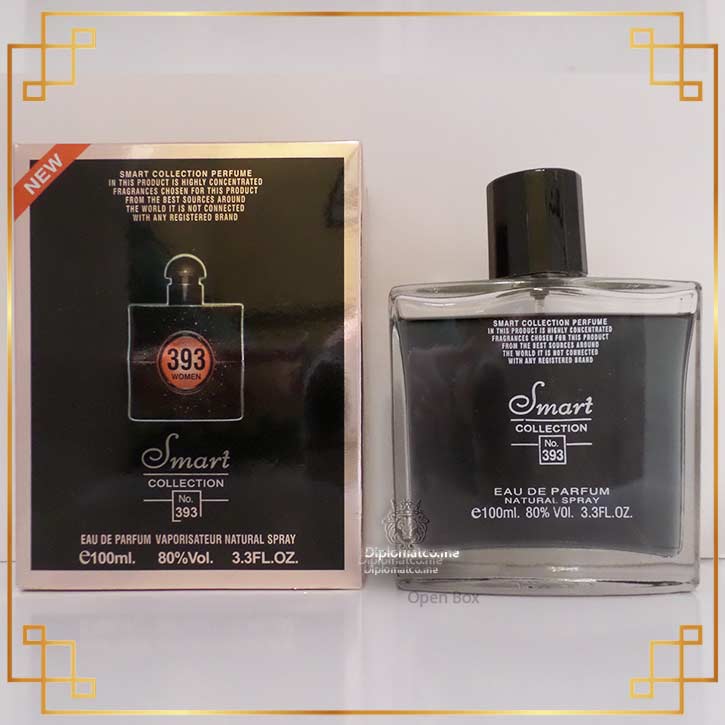 NEW
SMART COLLECTION PERFUME
IN THIS PRODUCT IS HIGHLY CONCENTRATED
FRAGRANCES CHOSEN FOR THIS PRODUCT
FROM THE BEST SOURCES AROUND
THE WORLD IT IS NOT CONNECTED
WITH ANY REGISTERED BRAND
393
WOMEN
Smart
COLLECTION
No.
393
EAU DE PARFUM VAPORISATEUR NATURAL SPRAY
℮100ml. 80%Vol. 3.3FL.OZ.
SMART COLLECTION PERFUME
IN THIS PRODUCT IS HIGHLY CONCENTRATED
FRAGRANCES CHOSEN FOR THIS PRODUCT
FROM THE BEST SOURCES AROUND
THE WORLD IT IS NOT CONNECTED
WITH ANY REGISTERED BRAND
Smart
COLLECTION
No.
393
EAU DE PARFUM
NATURAL SPRAY
℮100ml. 80% Vol. 3.3FL.OZ.
Diplomatco.me
Diplomatco.me
Diplomatco.me
Open Box